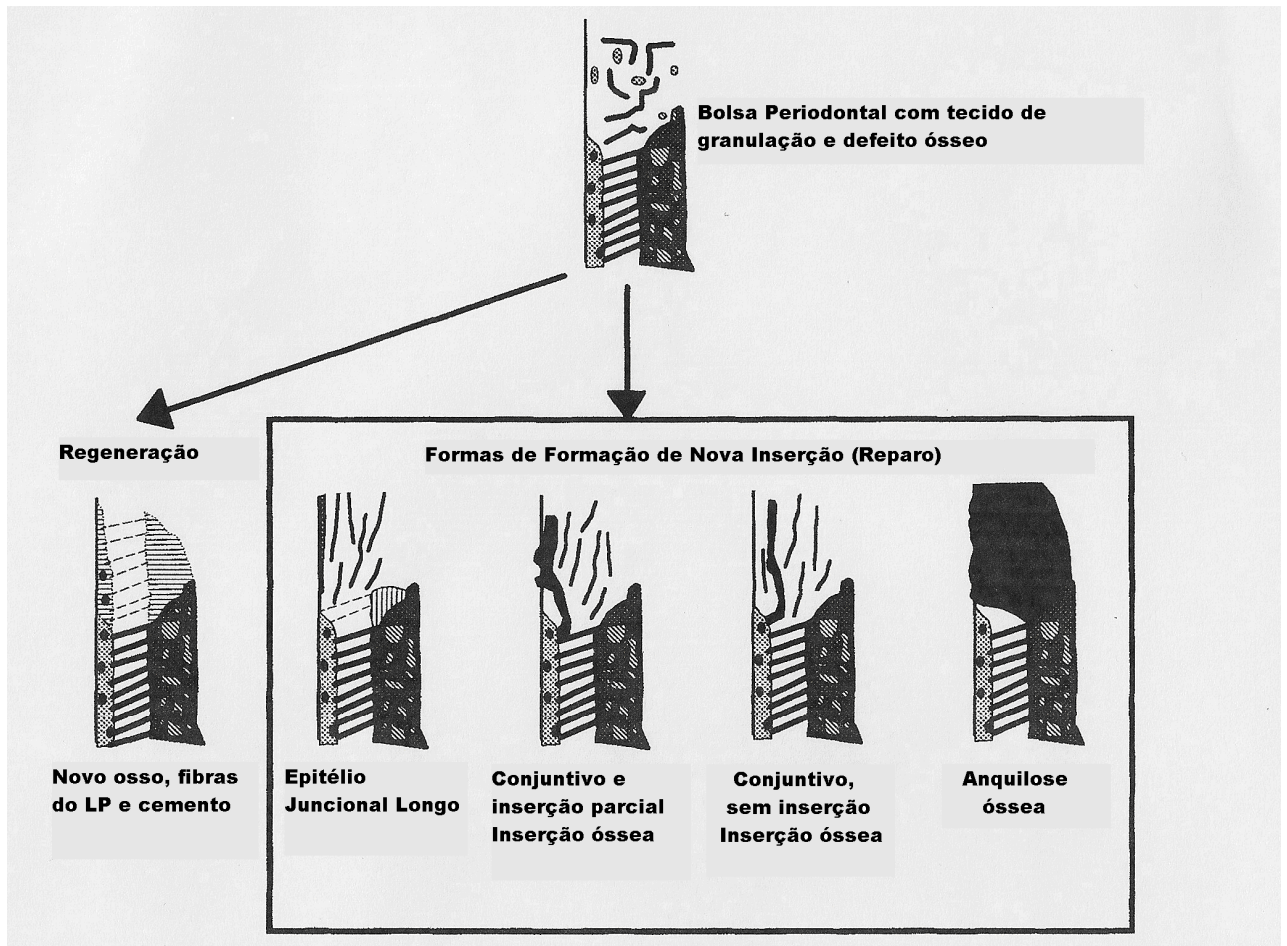 Bolsa Periodontal com tecido de
granulação e defeito ósseo
Regeneração
Formas de Formação de Nova Inserção (Reparo)
Novo osso, fibras
do LP e cemento
Epitélio
Juncional Longo
Conjuntivo e
inserção parcial
Inserção óssea
Conjuntivo,
sem inserção
Inserção óssea
Anquilose
óssea